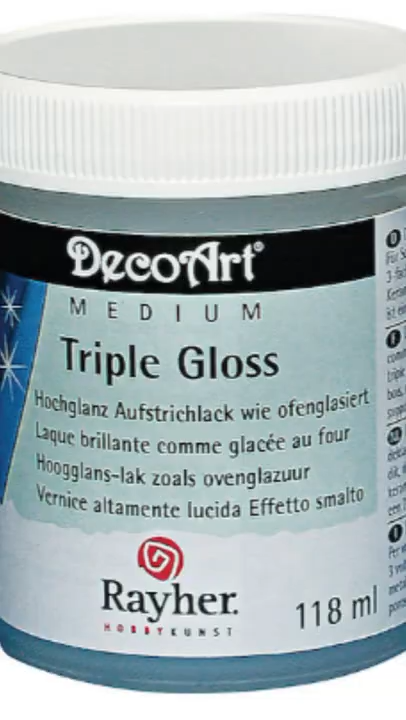 DecoArt®
MEDIUM
Triple Gloss
Hochglanz Aufstrichlack wie ofenglasiert
Laque brillante comme glacée au four
Hoogglans-lak zoals ovenglazuur
Vernice altamente lucida Effetto smalto
Rayher.
HOBBYKUNST
118 ml